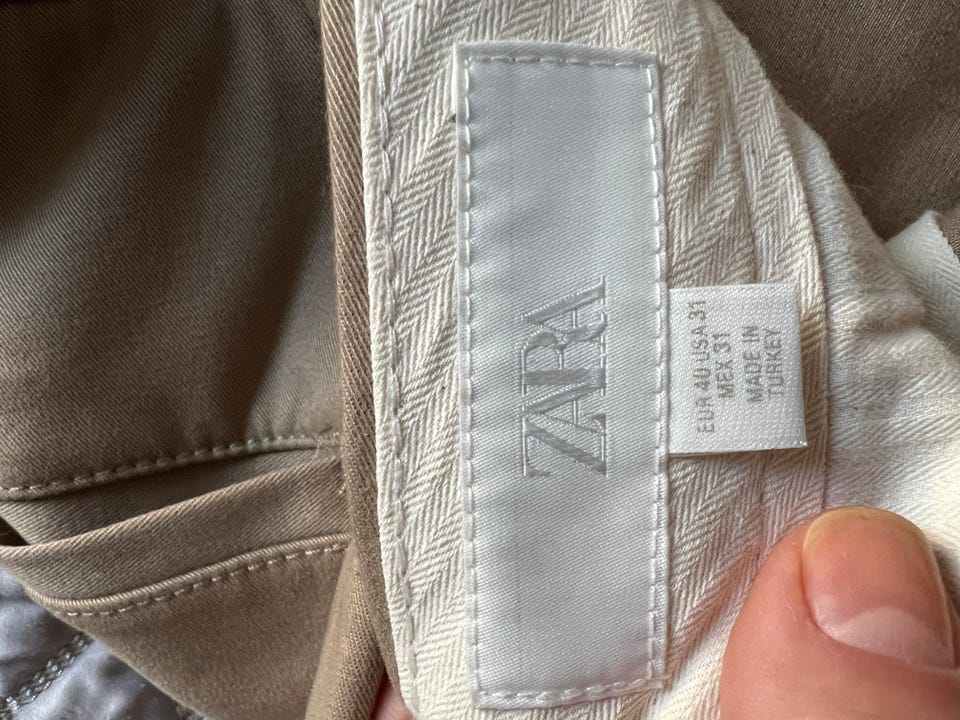 ZARA
EUR 40 USA 31
MEX 31
MADE IN
TURKEY